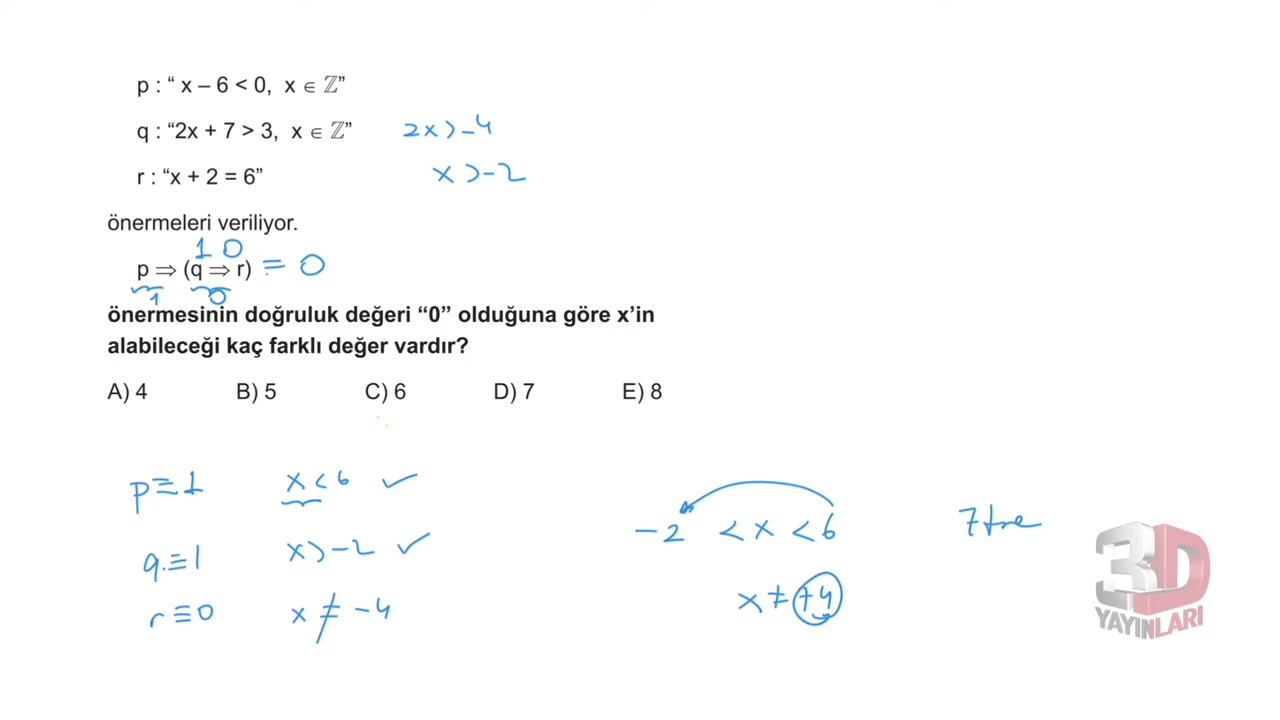 p : “ x – 6 < 0, x ∈ ℤ”
q : “2x + 7 > 3, x ∈ ℤ” 2x > -4
r : “x + 2 = 6” x > -2
önermeleri veriliyor.
1 0
p ⇒ (q ⇒ r) = 0
1 0
önermesinin doğruluk değeri “0” olduğuna göre x’in
alabileceği kaç farklı değer vardır?
A) 4 B) 5 C) 6 D) 7 E) 8
p ≡ 1 x < 6 ✓
q ≡ 1 x > -2 ✓
r ≡ 0 x ≠ -4
-2 < x < 6 7 tne
x ≠ +4
3D
YAYINLARI